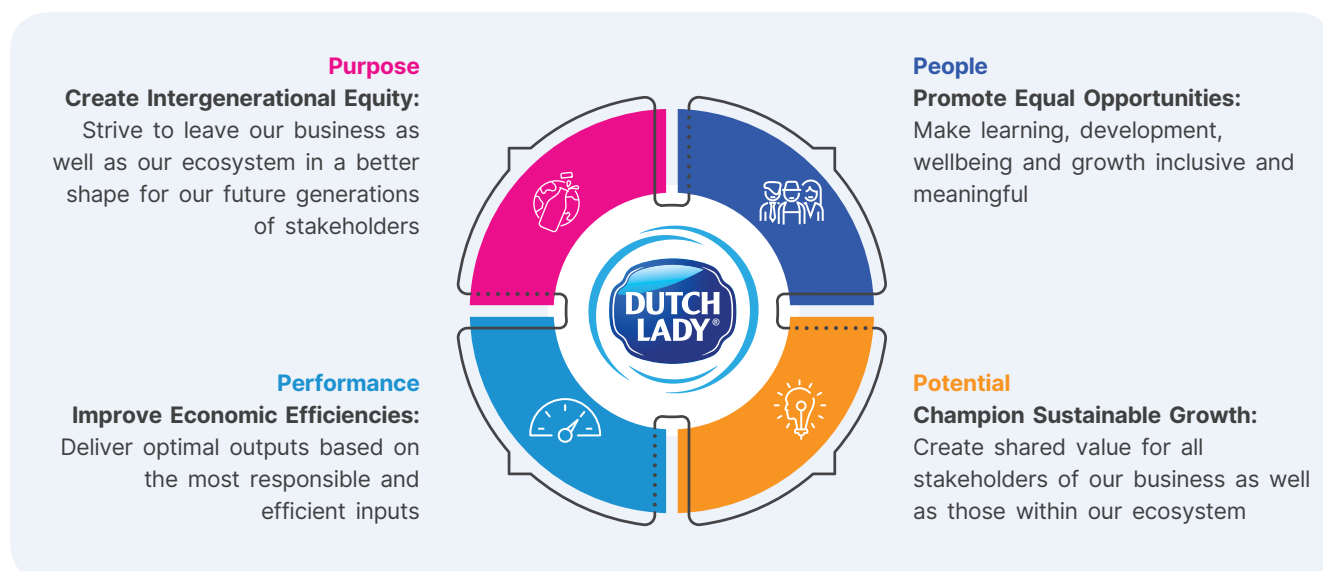 Purpose
Create Intergenerational Equity:
Strive to leave our business as
well as our ecosystem in a better
shape for our future generations
of stakeholders
People
Promote Equal Opportunities:
Make learning, development,
wellbeing and growth inclusive and
meaningful
DUTCH
LADY®
Performance
Improve Economic Efficiencies:
Deliver optimal outputs based on
the most responsible and
efficient inputs
Potential
Champion Sustainable Growth:
Create shared value for all
stakeholders of our business as well
as those within our ecosystem